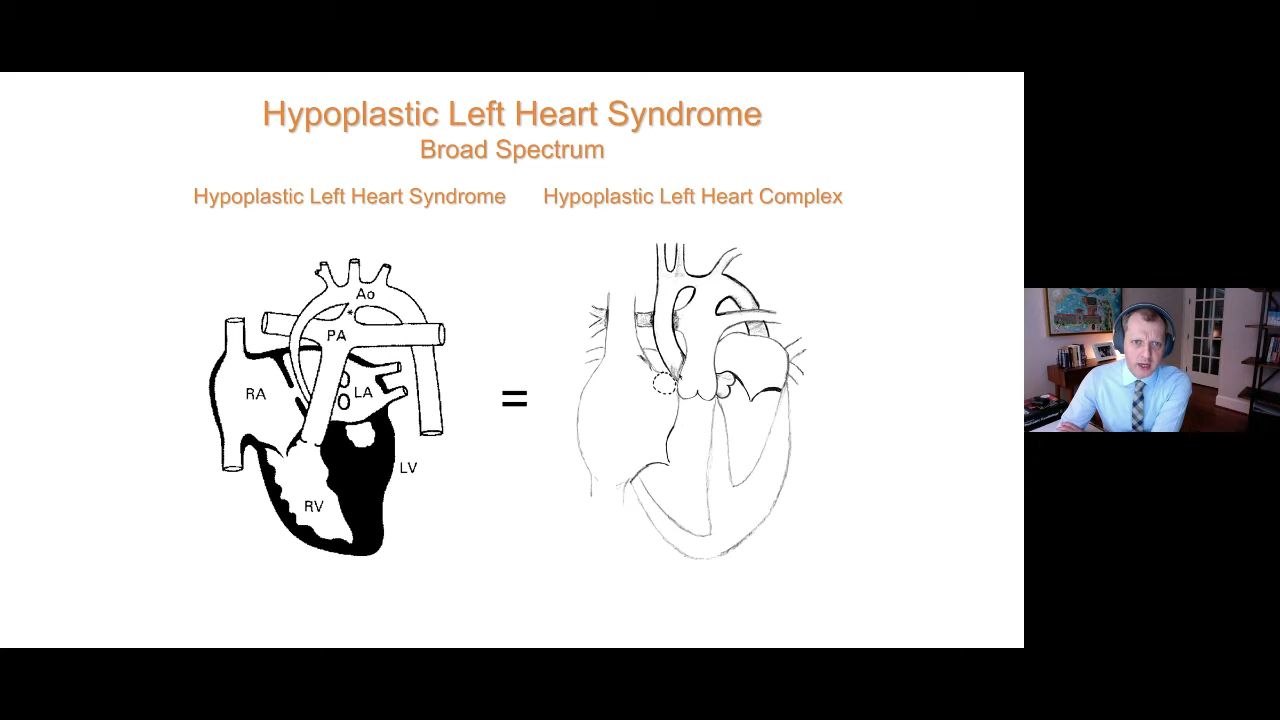 Hypoplastic Left Heart Syndrome
Broad Spectrum
Hypoplastic Left Heart Syndrome
Hypoplastic Left Heart Complex
Ao
*
PA
RA
LA
LV
RV
=